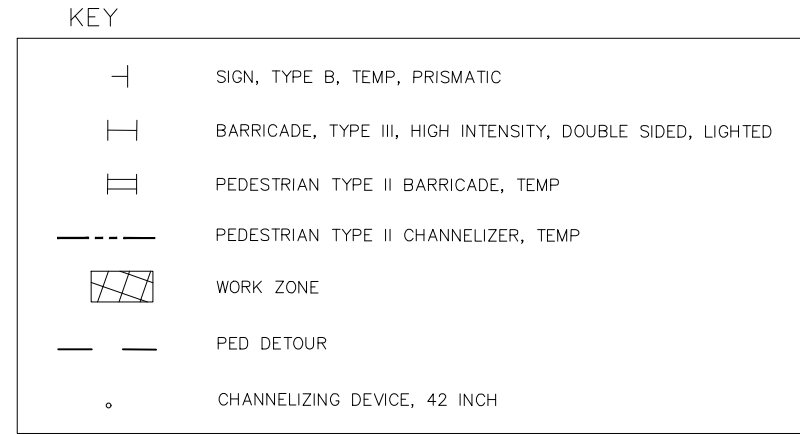 KEY
SIGN, TYPE B, TEMP, PRISMATIC
BARRICADE, TYPE III, HIGH INTENSITY, DOUBLE SIDED, LIGHTED
PEDESTRIAN TYPE II BARRICADE, TEMP
PEDESTRIAN TYPE II CHANNELIZER, TEMP
WORK ZONE
PED DETOUR
CHANNELIZING DEVICE, 42 INCH